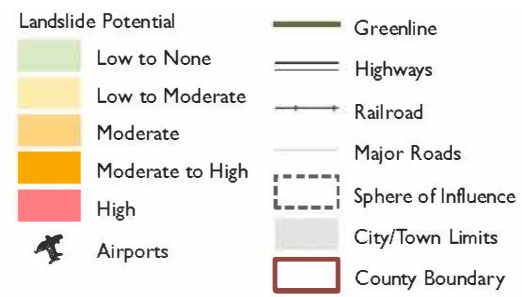 Landslide Potential
Low to None
Low to Moderate
Moderate
Moderate to High
High
Airports
Greenline
Highways
Railroad
Major Roads
Sphere of Influence
City/Town Limits
County Boundary